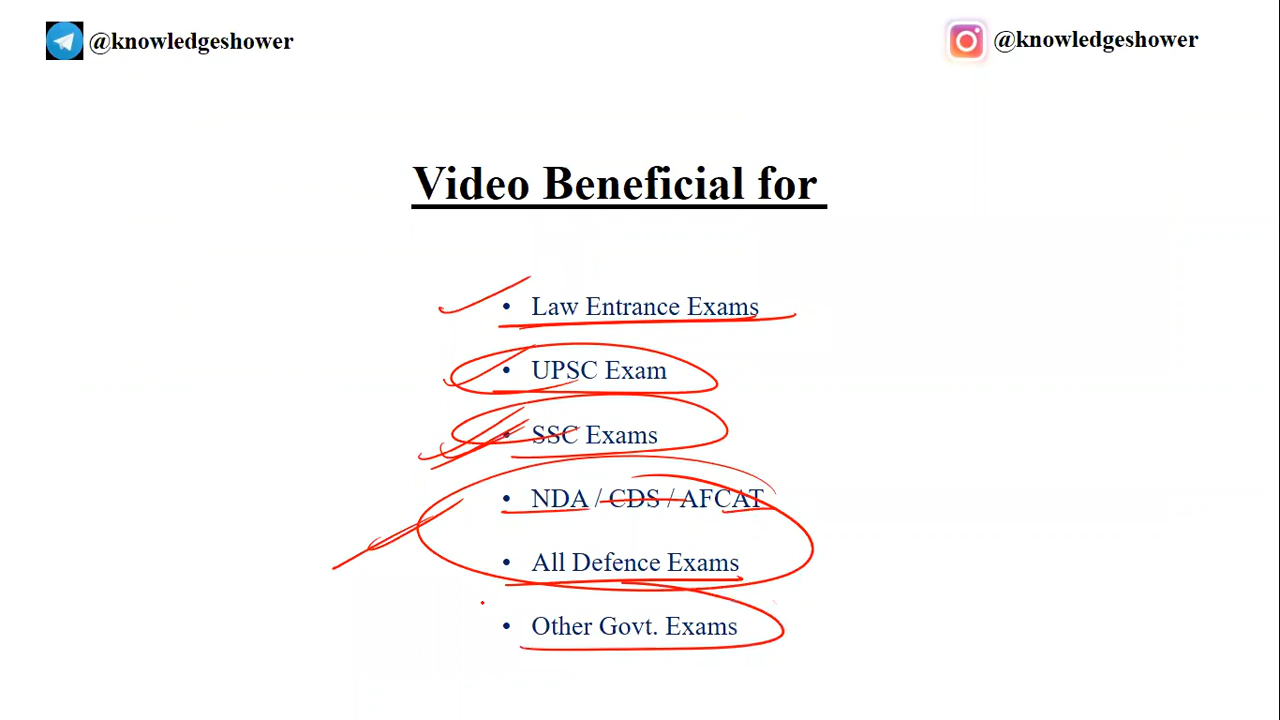 @knowledgeshower
@knowledgeshower
Video Beneficial for
• Law Entrance Exams
• UPSC Exam
• SSC Exams
• NDA / CDS / AFCAT
• All Defence Exams
• Other Govt. Exams